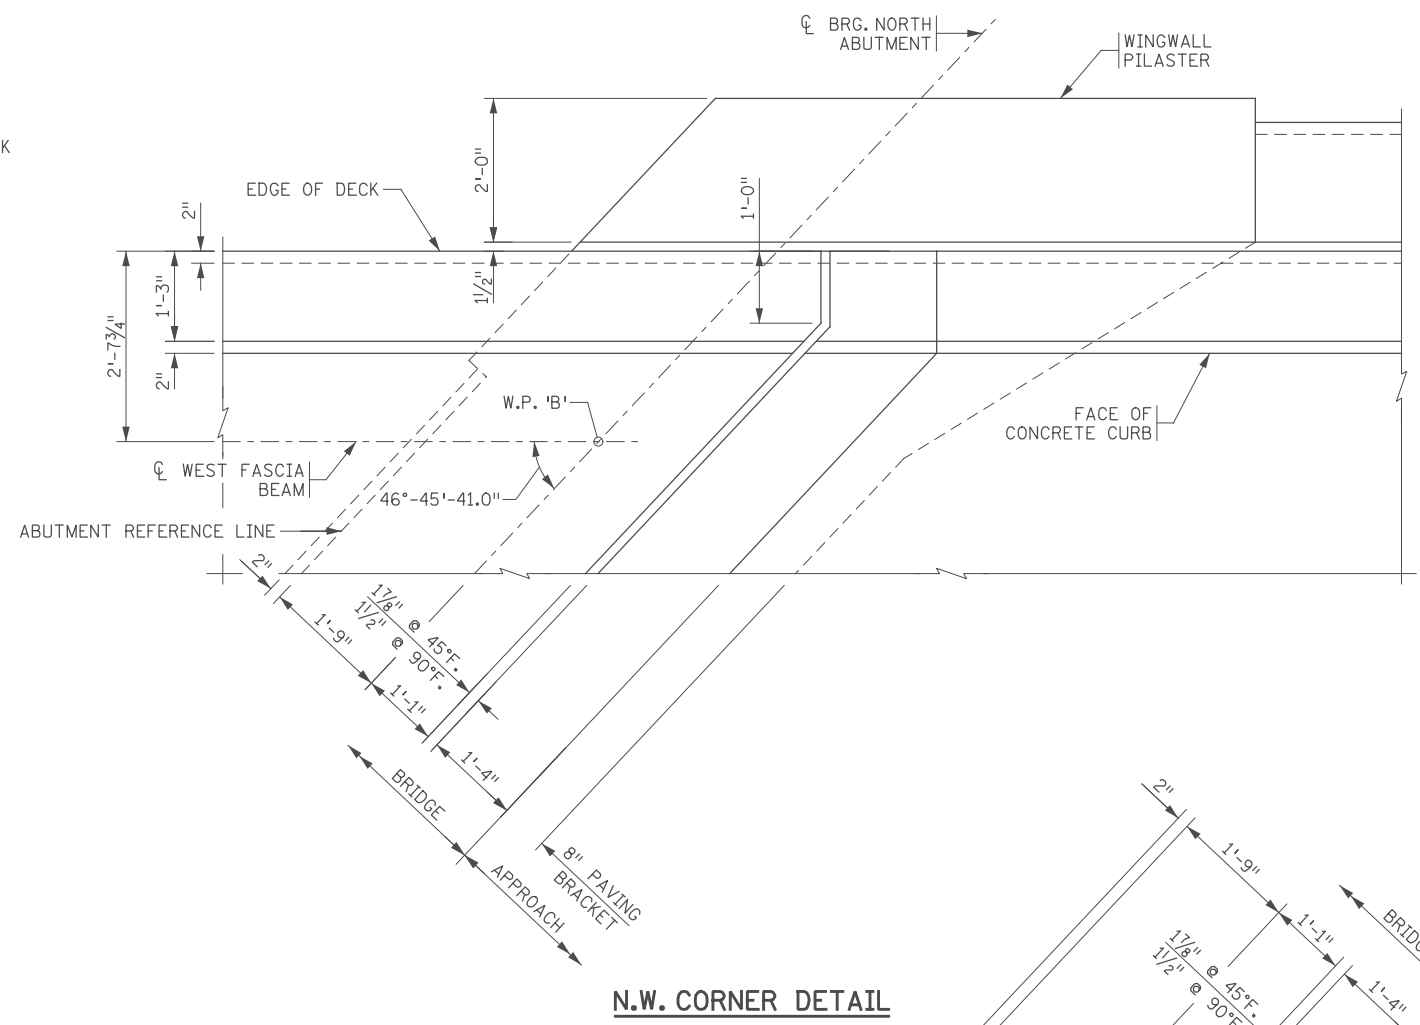 ℄ BRG. NORTH
ABUTMENT
WINGWALL
PILASTER
K
EDGE OF DECK
2'-0"
1'-0"
2"
1'-3"
2'-7¾"
2"
1½"
W.P. 'B'
FACE OF
CONCRETE CURB
℄ WEST FASCIA
BEAM
46°-45'-41.0"
ABUTMENT REFERENCE LINE
2"
1'-9"
1⅞" @ 45°F.
1½" @ 90°F.
1'-1"
1'-4"
BRIDGE
APPROACH
8" PAVING
BRACKET
2"
1'-9"
1'-1"
1'-4"
1⅞" @ 45°F.
1½" @ 90°F
BRIDG
N.W. CORNER DETAIL